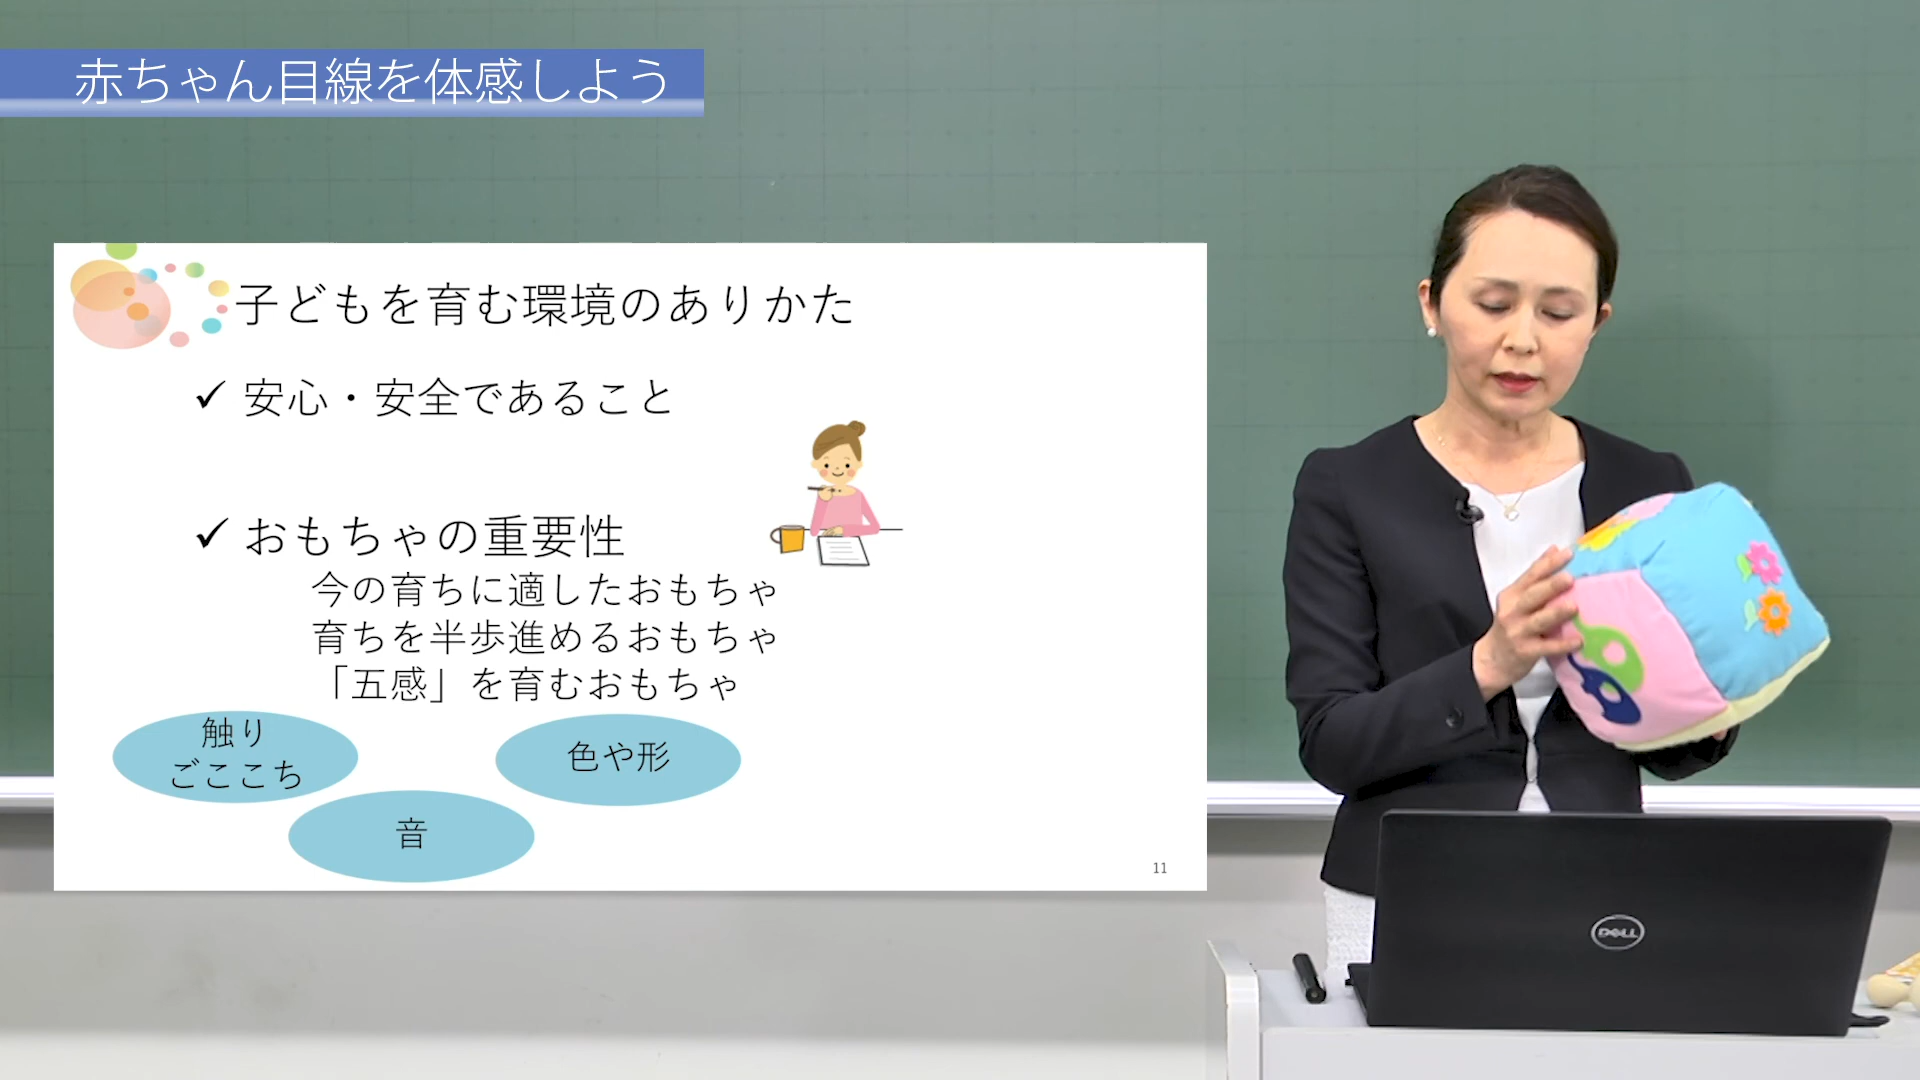 赤ちゃん目線を体感しよう
子どもを育む環境のありかた
✓ 安心・安全であること
✓ おもちゃの重要性
今の育ちに適したおもちゃ
育ちを半歩進めるおもちゃ
「五感」を育むおもちゃ
触り
ごここち
色や形
音
11
DELL